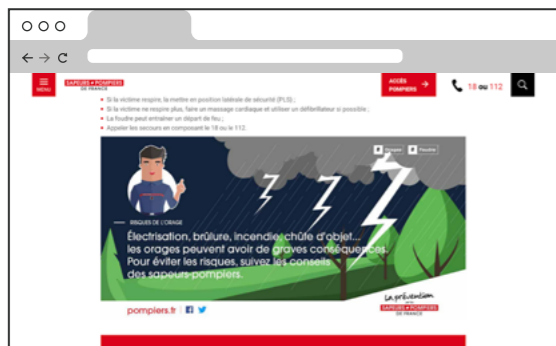 MENU
SAPEURS-POMPIERS
DE FRANCE
ACCÈS
POMPIERS
18 ou 112
Si la victime respire, la mettre en position latérale de sécurité (PLS) ;
Si la victime ne respire plus, faire un massage cardiaque et utiliser un défibrillateur si possible ;
La foudre peut entrainer un départ de feu ;
Appeler les secours en composant le 18 ou le 112.
# Orages
# Foudre
RISQUES DE L'ORAGE
Électrisation, brûlure, incendie, chûte d'objet...
les orages peuvent avoir de graves conséquences.
Pour éviter les risques, suivez les conseils
des sapeurs-pompiers.
pompiers.fr
La prévention
SAPEURS-POMPIERS
DE FRANCE